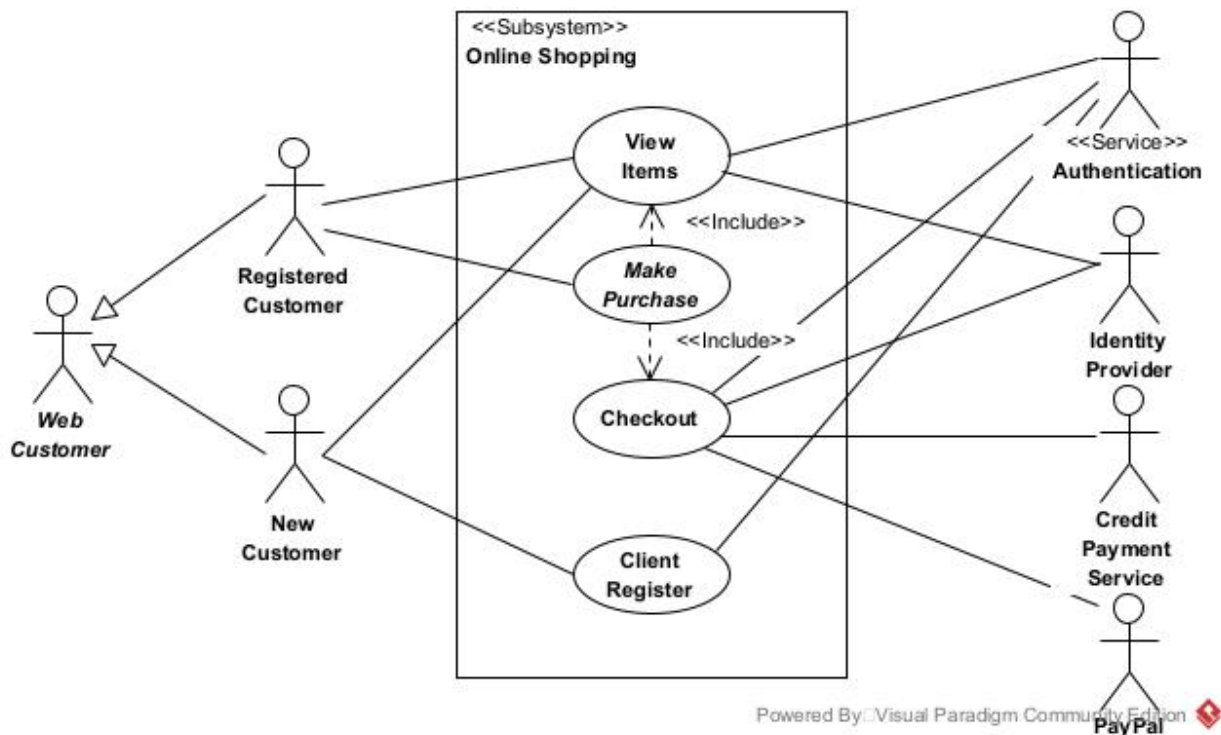 <<Subsystem>>
Online Shopping
View
Items
<<Service>>
Authentication
<<Include>>
Registered
Customer
Make
Purchase
<<Include>>
Identity
Provider
Web
Customer
Checkout
New
Customer
Credit
Payment
Service
Client
Register
Powered By Visual Paradigm Community Edition
PayPal